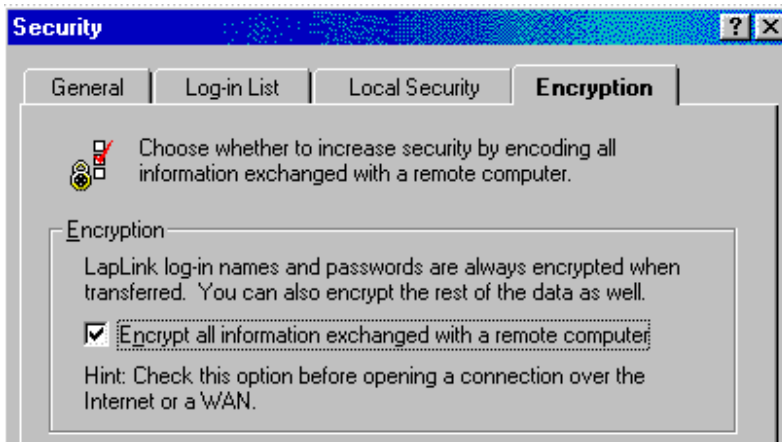 Security
General Log-in List Local Security Encryption
Choose whether to increase security by encoding all
information exchanged with a remote computer.
Encryption
LapLink log-in names and passwords are always encrypted when
transferred. You can also encrypt the rest of the data as well.
Encrypt all information exchanged with a remote computer
Hint: Check this option before opening a connection over the
Internet or a WAN.